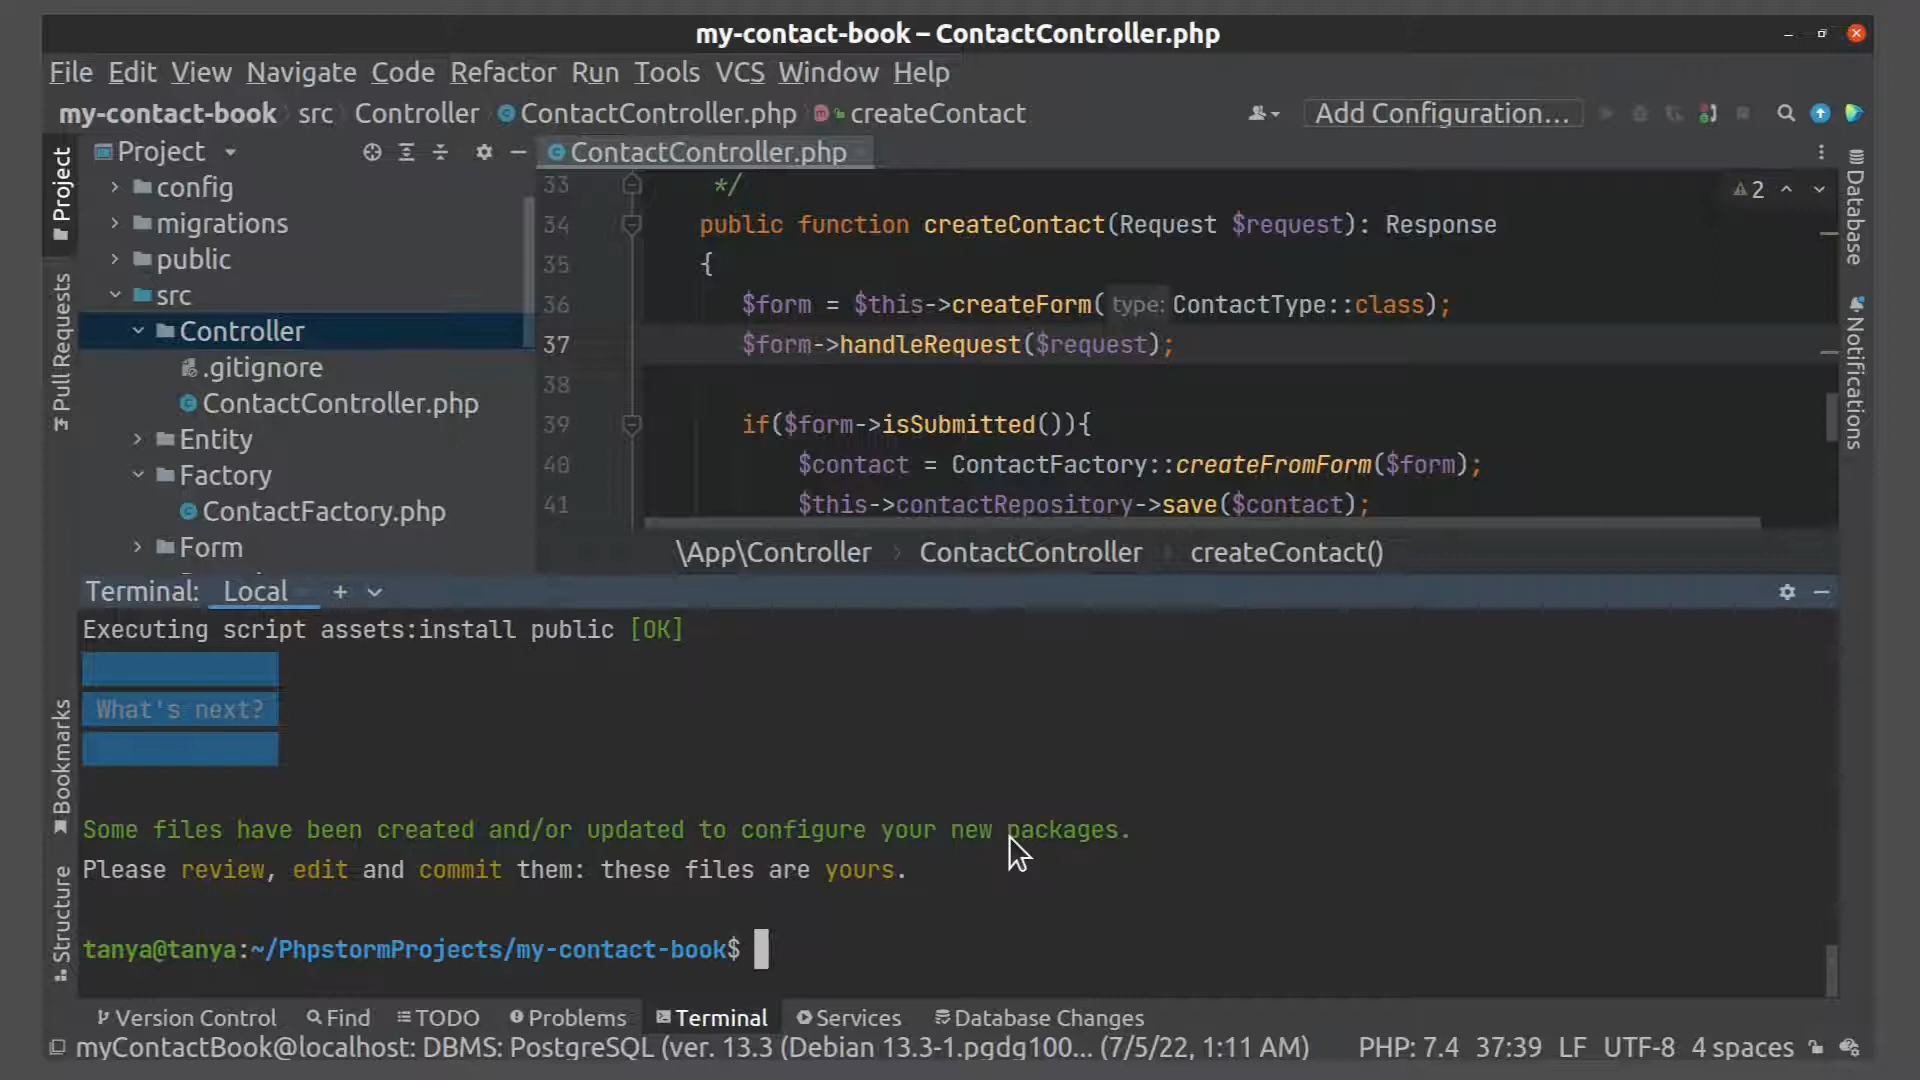 my-contact-book – ContactController.php
File Edit View Navigate Code Refactor Run Tools VCS Window Help
my-contact-book src Controller ContactController.php createContact
Add Configuration...
Project
Project
Pull Requests
Bookmarks
Structure
config
migrations
public
src
Controller
.gitignore
ContactController.php
Entity
Factory
ContactFactory.php
Form
ContactController.php
2
33 */
34 public function createContact(Request $request): Response
35 {
36 $form = $this->createForm( type: ContactType::class);
37 $form->handleRequest($request);
38
39 if($form->isSubmitted()){
40 $contact = ContactFactory::createFromForm($form);
41 $this->contactRepository->save($contact);
\App\Controller ContactController createContact()
Database
Notifications
Terminal: Local
Executing script assets:install public [OK]
What's next?
Some files have been created and/or updated to configure your new packages.
Please review, edit and commit them: these files are yours.
tanya@tanya:~/PhpstormProjects/my-contact-book$
Version Control Find TODO Problems Terminal Services Database Changes
myContactBook@localhost: DBMS: PostgreSQL (ver. 13.3 (Debian 13.3-1.pgdg100... (7/5/22, 1:11 AM) PHP: 7.4 37:39 LF UTF-8 4 spaces